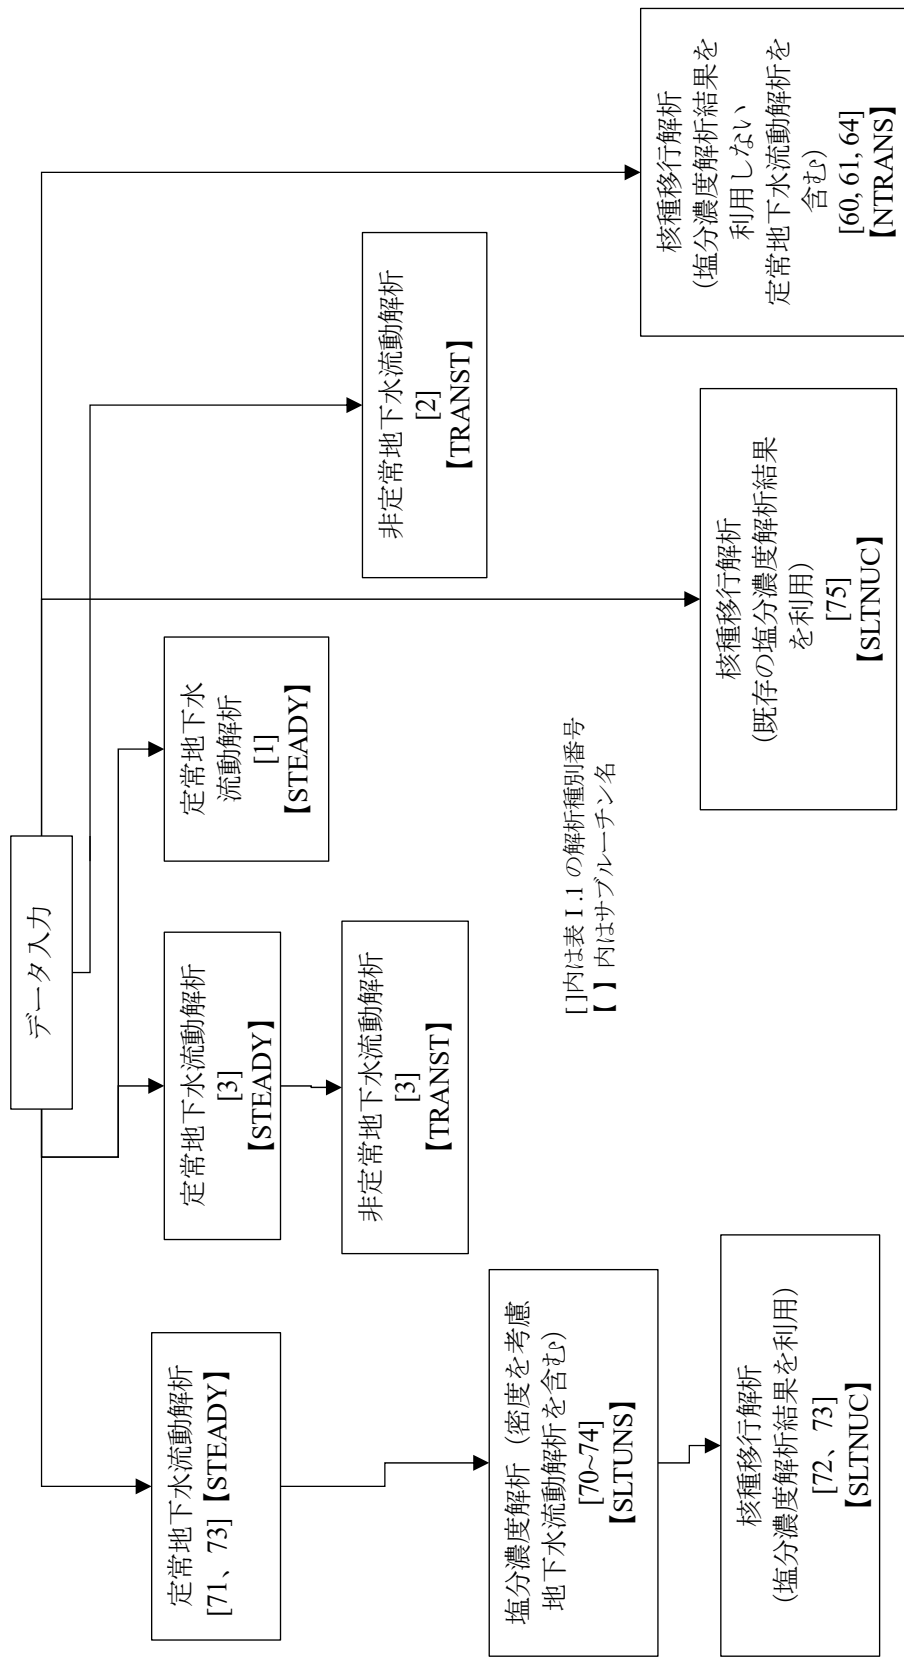 データ入力
定常地下水流動解析
[71、73]【STEADY】
塩分濃度解析（密度を考慮
地下水流動解析を含む)
[70~74]
【SLTUNS】
核種移行解析
(塩分濃度解析結果を利用)
[72、73]
【SLTNUC】
定常地下水流動解析
[3]
【STEADY】
非定常地下水流動解析
[3]
【TRANST】
定常地下水
流動解析
[1]
【STEADY】
非定常地下水流動解析
[2]
【TRANST】
核種移行解析
(既存の塩分濃度解析結果
を利用)
[75]
【SLTNUC】
核種移行解析
(塩分濃度解析結果を
利用しない
定常地下水流動解析を
含む)
[60, 61, 64]
【NTRANS】
[ ]内は表 I .1 の解析種別番号
【 】内はサブルーチン名